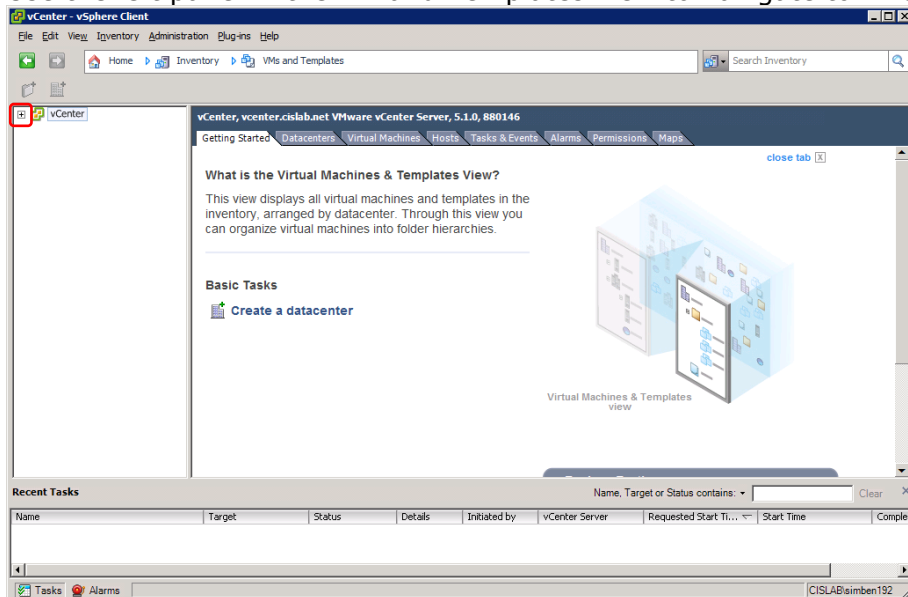 vCenter - vSphere Client
File Edit View Inventory Administration Plug-ins Help
Home Inventory VMs and Templates Search Inventory
vCenter
vCenter, vcenter.cislab.net VMware vCenter Server, 5.1.0, 880146
Getting Started Datacenters Virtual Machines Hosts Tasks & Events Alarms Permissions Maps
close tab
What is the Virtual Machines & Templates View?
This view displays all virtual machines and templates in the
inventory, arranged by datacenter. Through this view you
can organize virtual machines into folder hierarchies.
Basic Tasks
Create a datacenter
Virtual Machines & Templates
view
Recent Tasks Name, Target or Status contains: Clear
Name Target Status Details Initiated by vCenter Server Requested Start Ti... Start Time Comple
Tasks Alarms CISLAB\simben192